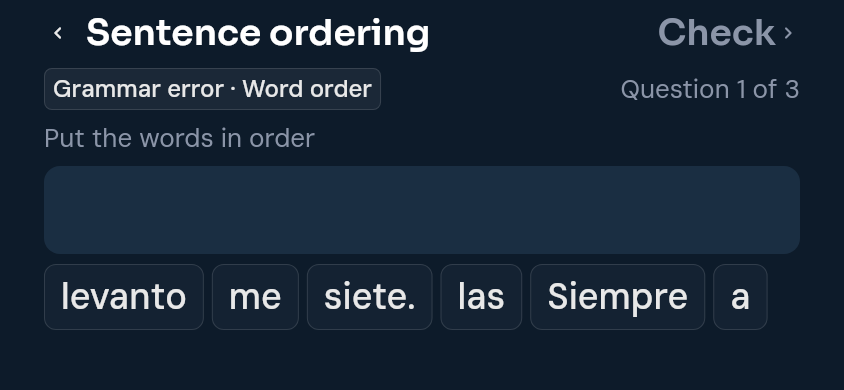 Sentence ordering Check
Grammar error · Word order Question 1 of 3
Put the words in order
levanto me siete. las Siempre a